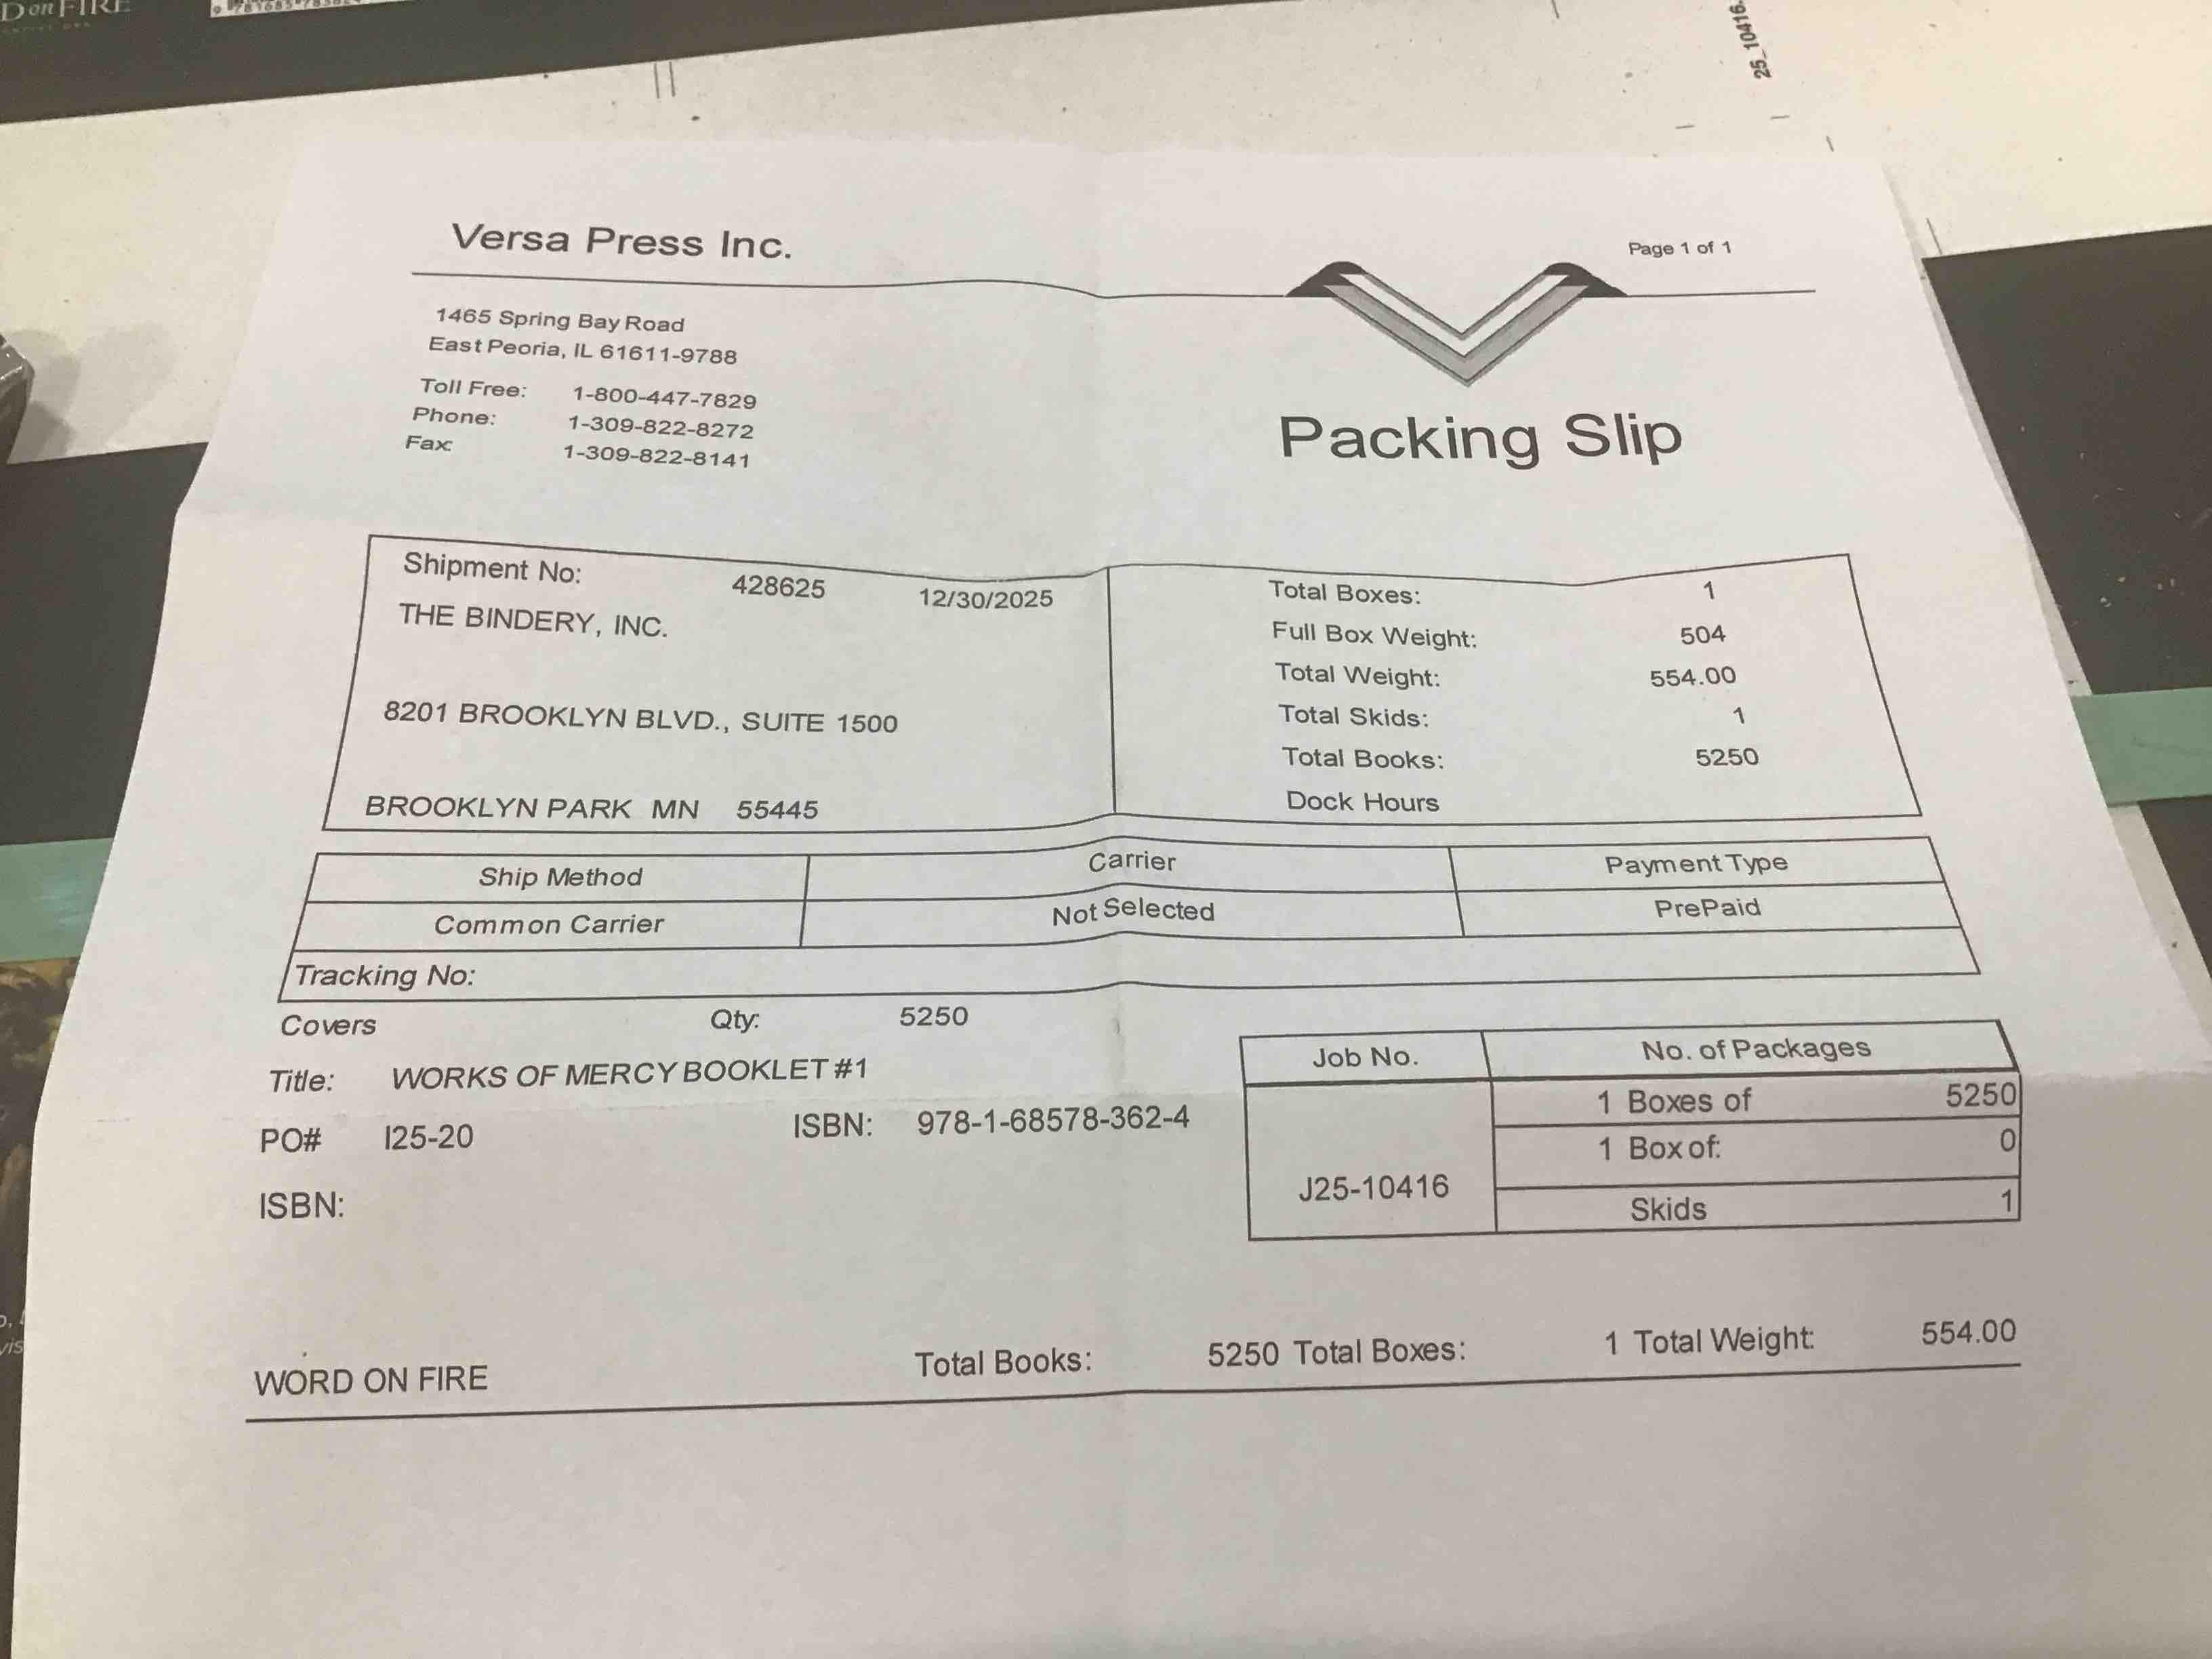 D on FIRE
25_10416
Versa Press Inc.
Page 1 of 1
1465 Spring Bay Road
East Peoria, IL 61611-9788
Toll Free: 1-800-447-7829
Phone: 1-309-822-8272
Fax: 1-309-822-8141
Packing Slip
Shipment No: 428625 12/30/2025
THE BINDERY, INC.
8201 BROOKLYN BLVD., SUITE 1500
BROOKLYN PARK MN 55445
Total Boxes: 1
Full Box Weight: 504
Total Weight: 554.00
Total Skids: 1
Total Books: 5250
Dock Hours
Ship Method Carrier Payment Type
Common Carrier Not Selected PrePaid
Tracking No:
Covers Qty: 5250
Title: WORKS OF MERCY BOOKLET #1
PO# I25-20 ISBN: 978-1-68578-362-4
ISBN:
Job No. No. of Packages
1 Boxes of 5250
1 Box of: 0
J25-10416
Skids 1
WORD ON FIRE Total Books: 5250 Total Boxes: 1 Total Weight: 554.00